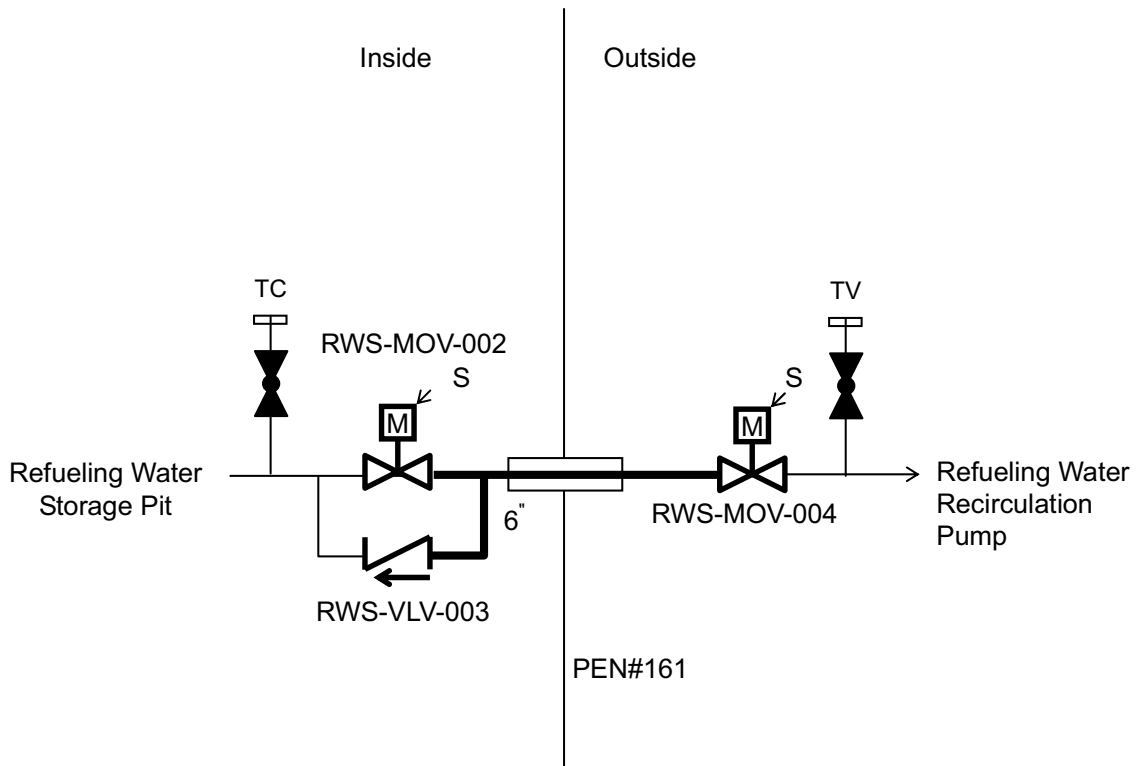 Inside
Outside
TC
TV
RWS-MOV-002
S
S
M
M
Refueling Water
Storage Pit
6"
RWS-MOV-004
Refueling Water
Recirculation
Pump
RWS-VLV-003
PEN#161